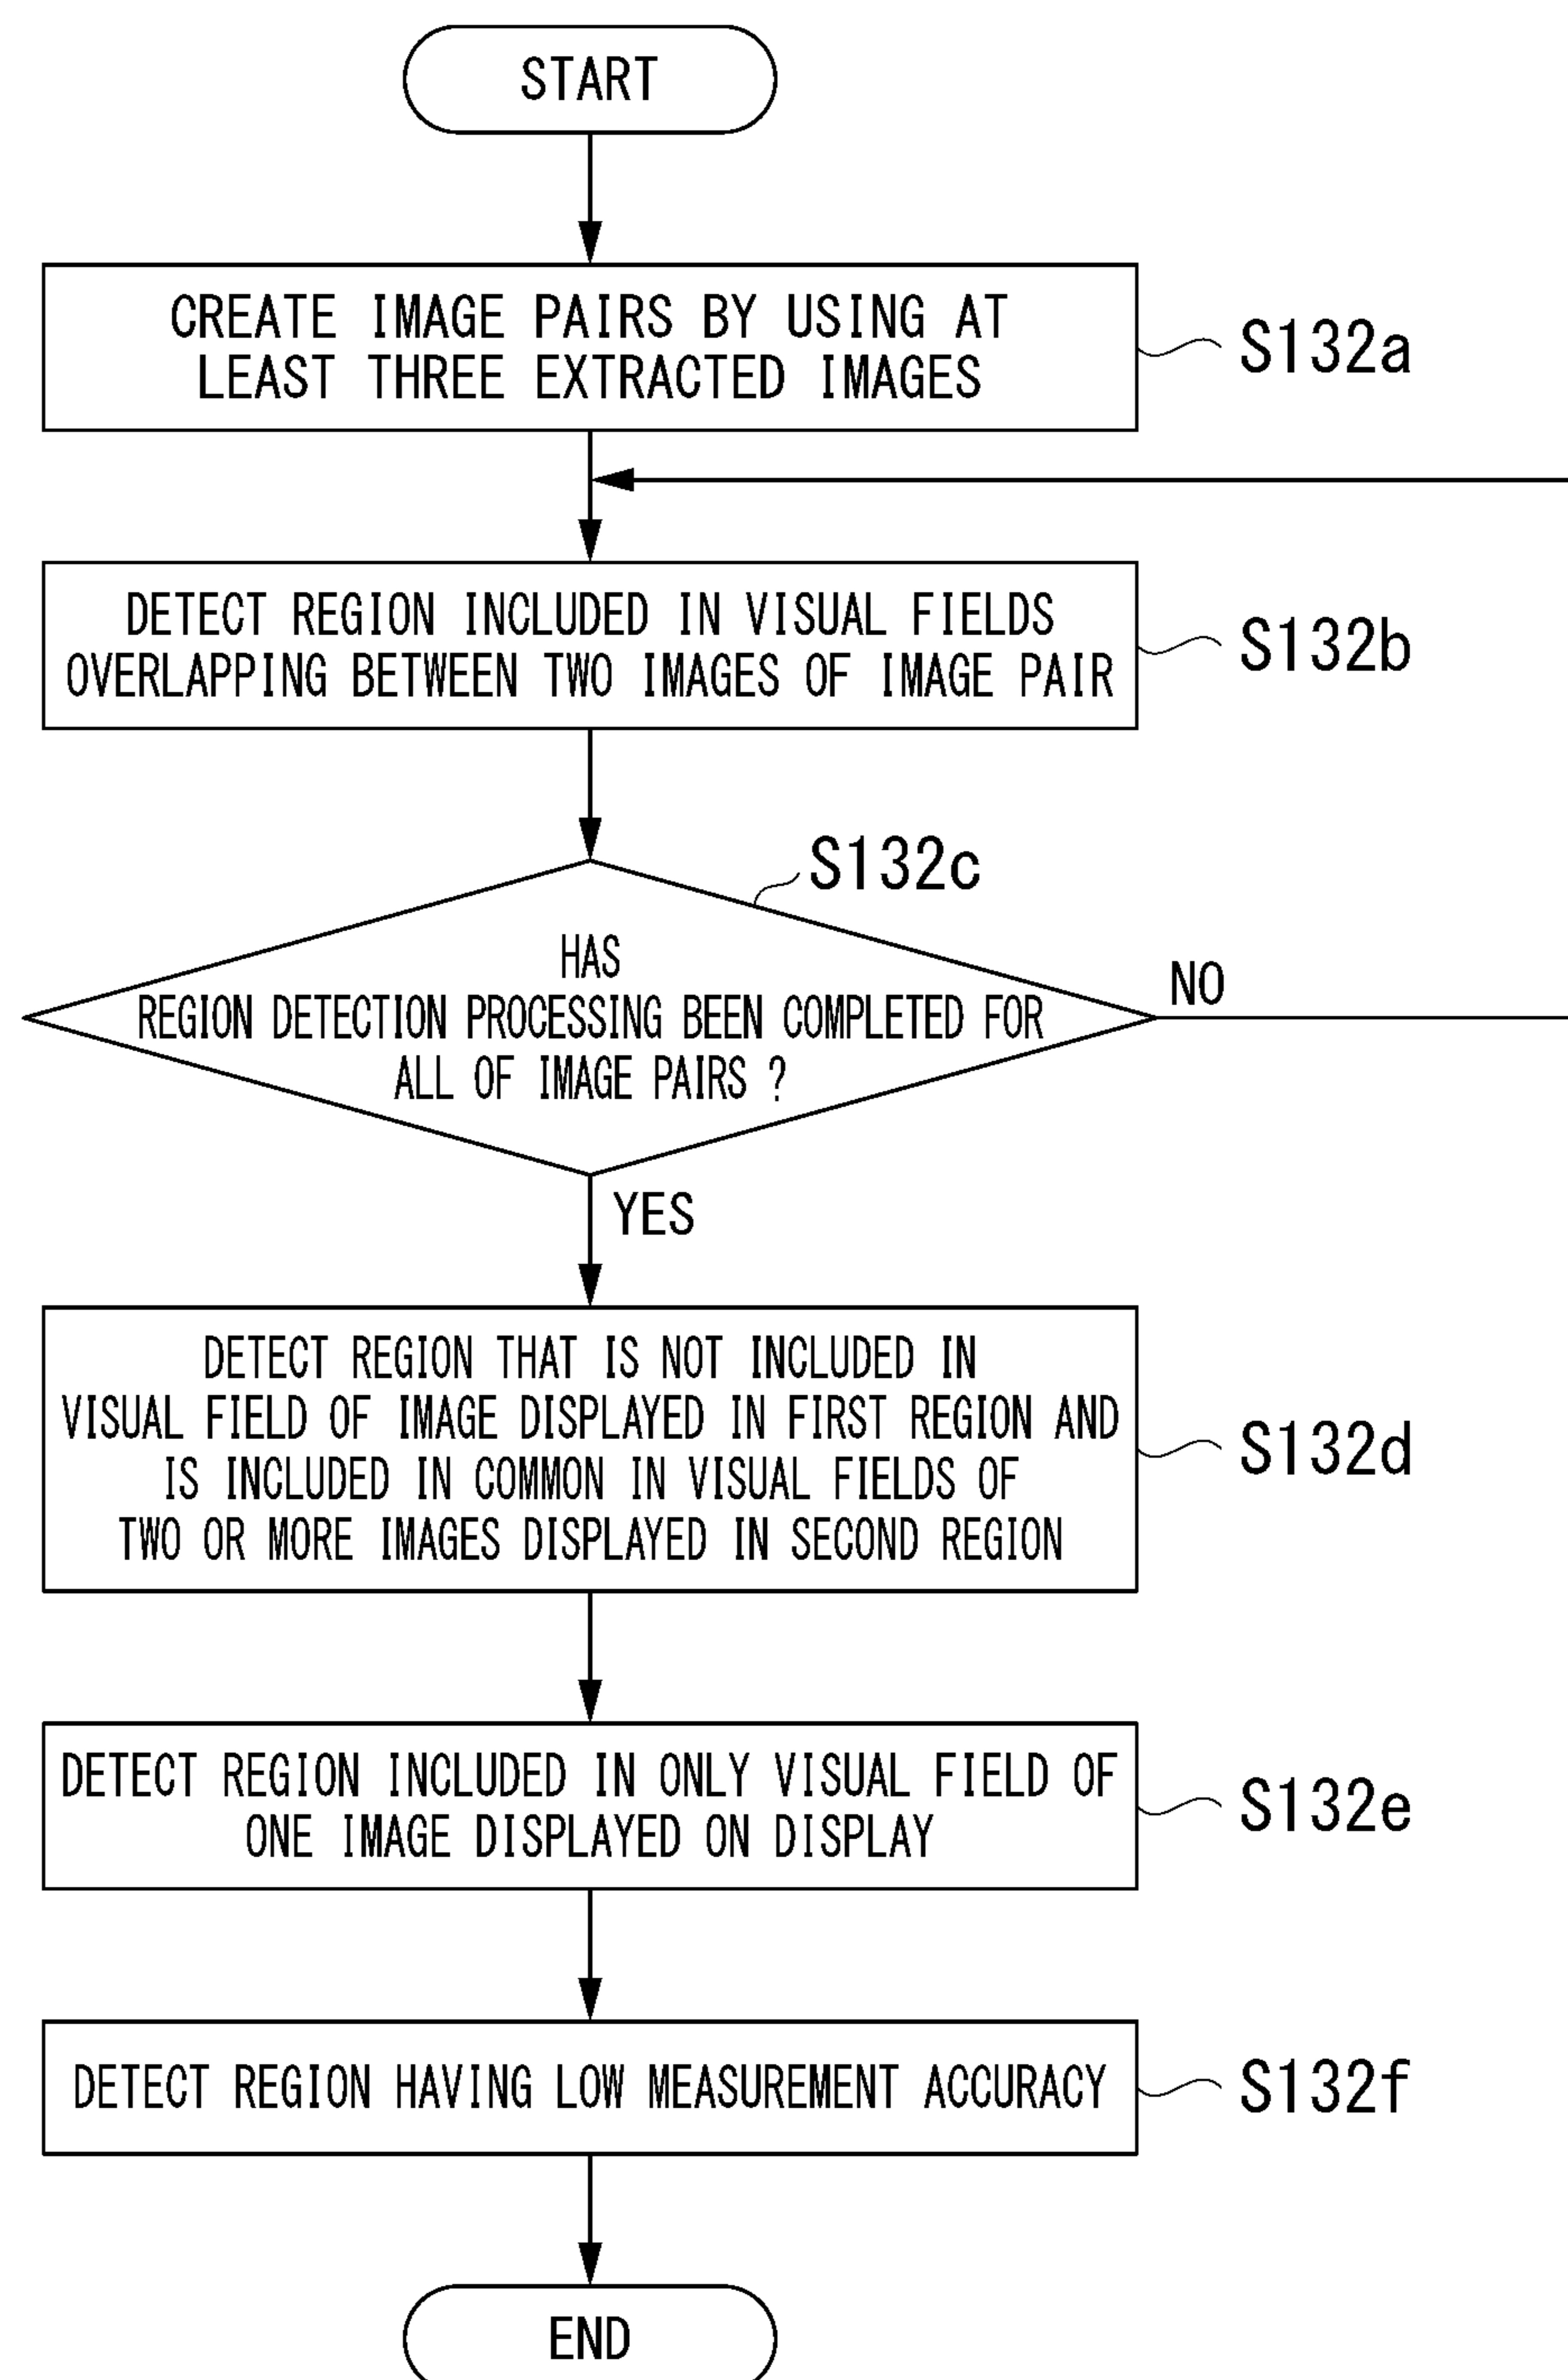 START
CREATE IMAGE PAIRS BY USING AT
LEAST THREE EXTRACTED IMAGES
S132a
DETECT REGION INCLUDED IN VISUAL FIELDS
OVERLAPPING BETWEEN TWO IMAGES OF IMAGE PAIR
S132b
S132c
HAS
REGION DETECTION PROCESSING BEEN COMPLETED FOR
ALL OF IMAGE PAIRS ?
NO
YES
DETECT REGION THAT IS NOT INCLUDED IN
VISUAL FIELD OF IMAGE DISPLAYED IN FIRST REGION AND
IS INCLUDED IN COMMON IN VISUAL FIELDS OF
TWO OR MORE IMAGES DISPLAYED IN SECOND REGION
S132d
DETECT REGION INCLUDED IN ONLY VISUAL FIELD OF
ONE IMAGE DISPLAYED ON DISPLAY
S132e
DETECT REGION HAVING LOW MEASUREMENT ACCURACY
S132f
END